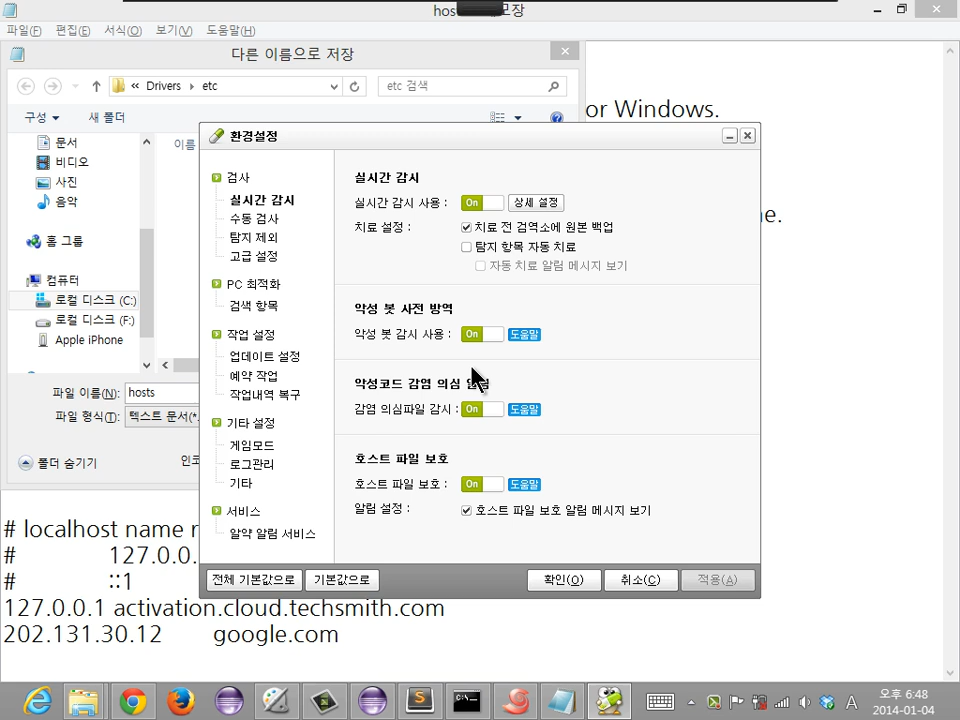 hos 모장
파일(F) 편집(E) 서식(O) 보기(V) 도움말(H)
다른 이름으로 저장
« Drivers etc
etc 검색
구성 새 폴더
or Windows.
문서
이름
비디오
사진
음악
홈 그룹
컴퓨터
로컬 디스크 (C:)
로컬 디스크 (F:)
Apple iPhone
파일 이름(N): hosts
파일 형식(T): 텍스트 문서(*.
폴더 숨기기
인코
e.
환경설정
검사
실시간 감시
수동 검사
탐지 제외
고급 설정
PC 최적화
검색 항목
작업 설정
업데이트 설정
예약 작업
작업내역 복구
기타 설정
게임모드
로그관리
기타
서비스
알약 알림 서비스
실시간 감시
실시간 감시 사용 : On 상세 설정
치료 설정 : 치료 전 검역소에 원본 백업
탐지 항목 자동 치료
자동 치료 알림 메시지 보기
악성 봇 사전 방역
악성 봇 감시 사용 : On 도움말
악성코드 감염 의심
감염 의심파일 감시 : On 도움말
호스트 파일 보호
호스트 파일 보호 : On 도움말
알림 설정 : 호스트 파일 보호 알림 메시지 보기
전체 기본값으로 기본값으로 확인(O) 취소(C) 적용(A)
# localhost name r
# 127.0.0.
# ::1
127.0.0.1 activation.cloud.techsmith.com
202.131.30.12 google.com
A
오후 6:48
2014-01-04